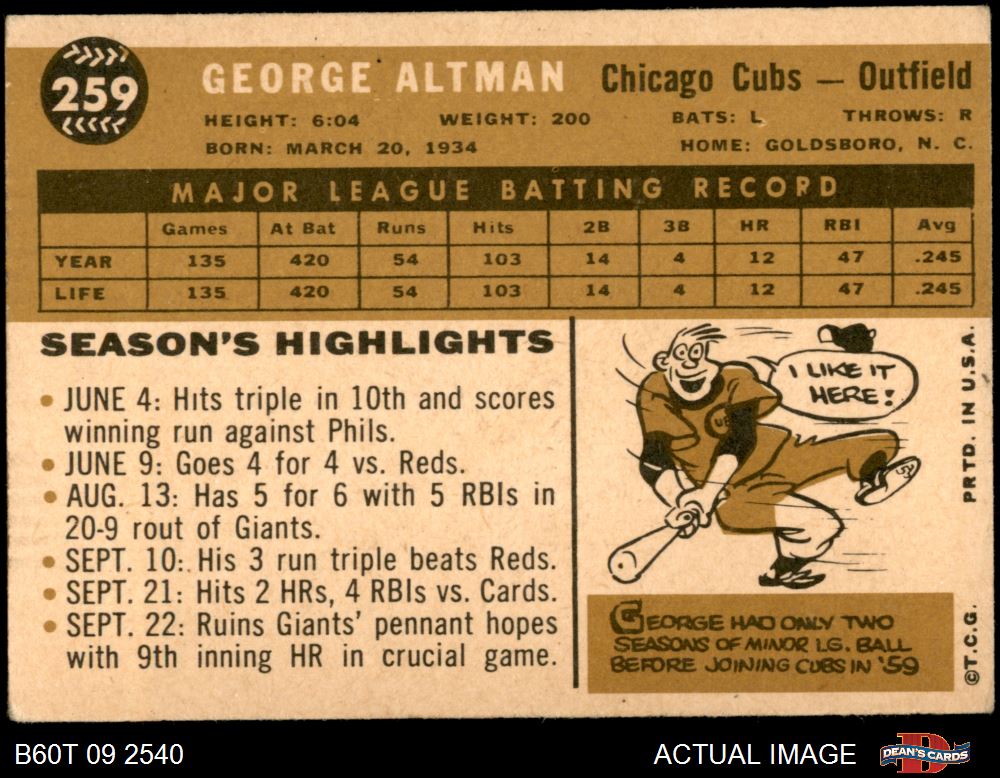 259
GEORGE ALTMAN Chicago Cubs — Outfield
HEIGHT: 6:04 WEIGHT: 200 BATS: L THROWS: R
BORN: MARCH 20, 1934 HOME: GOLDSBORO, N. C.
MAJOR LEAGUE BATTING RECORD
Games At Bat Runs Hits 2B 3B HR RBI Avg
YEAR 135 420 54 103 14 4 12 47 .245
LIFE 135 420 54 103 14 4 12 47 .245
SEASON'S HIGHLIGHTS
• JUNE 4: Hits triple in 10th and scores
winning run against Phils.
• JUNE 9: Goes 4 for 4 vs. Reds.
• AUG. 13: Has 5 for 6 with 5 RBIs in
20-9 rout of Giants.
• SEPT. 10: His 3 run triple beats Reds.
• SEPT. 21: Hits 2 HRs, 4 RBIs vs. Cards.
• SEPT. 22: Ruins Giants' pennant hopes
with 9th inning HR in crucial game.
I LIKE IT
HERE!
GEORGE HAD ONLY TWO
SEASONS OF MINOR LG. BALL
BEFORE JOINING CUBS IN '59
PRTD. IN U.S.A.
©T.C.G.
B60T 09 2540
ACTUAL IMAGE
DEAN'S CARDS